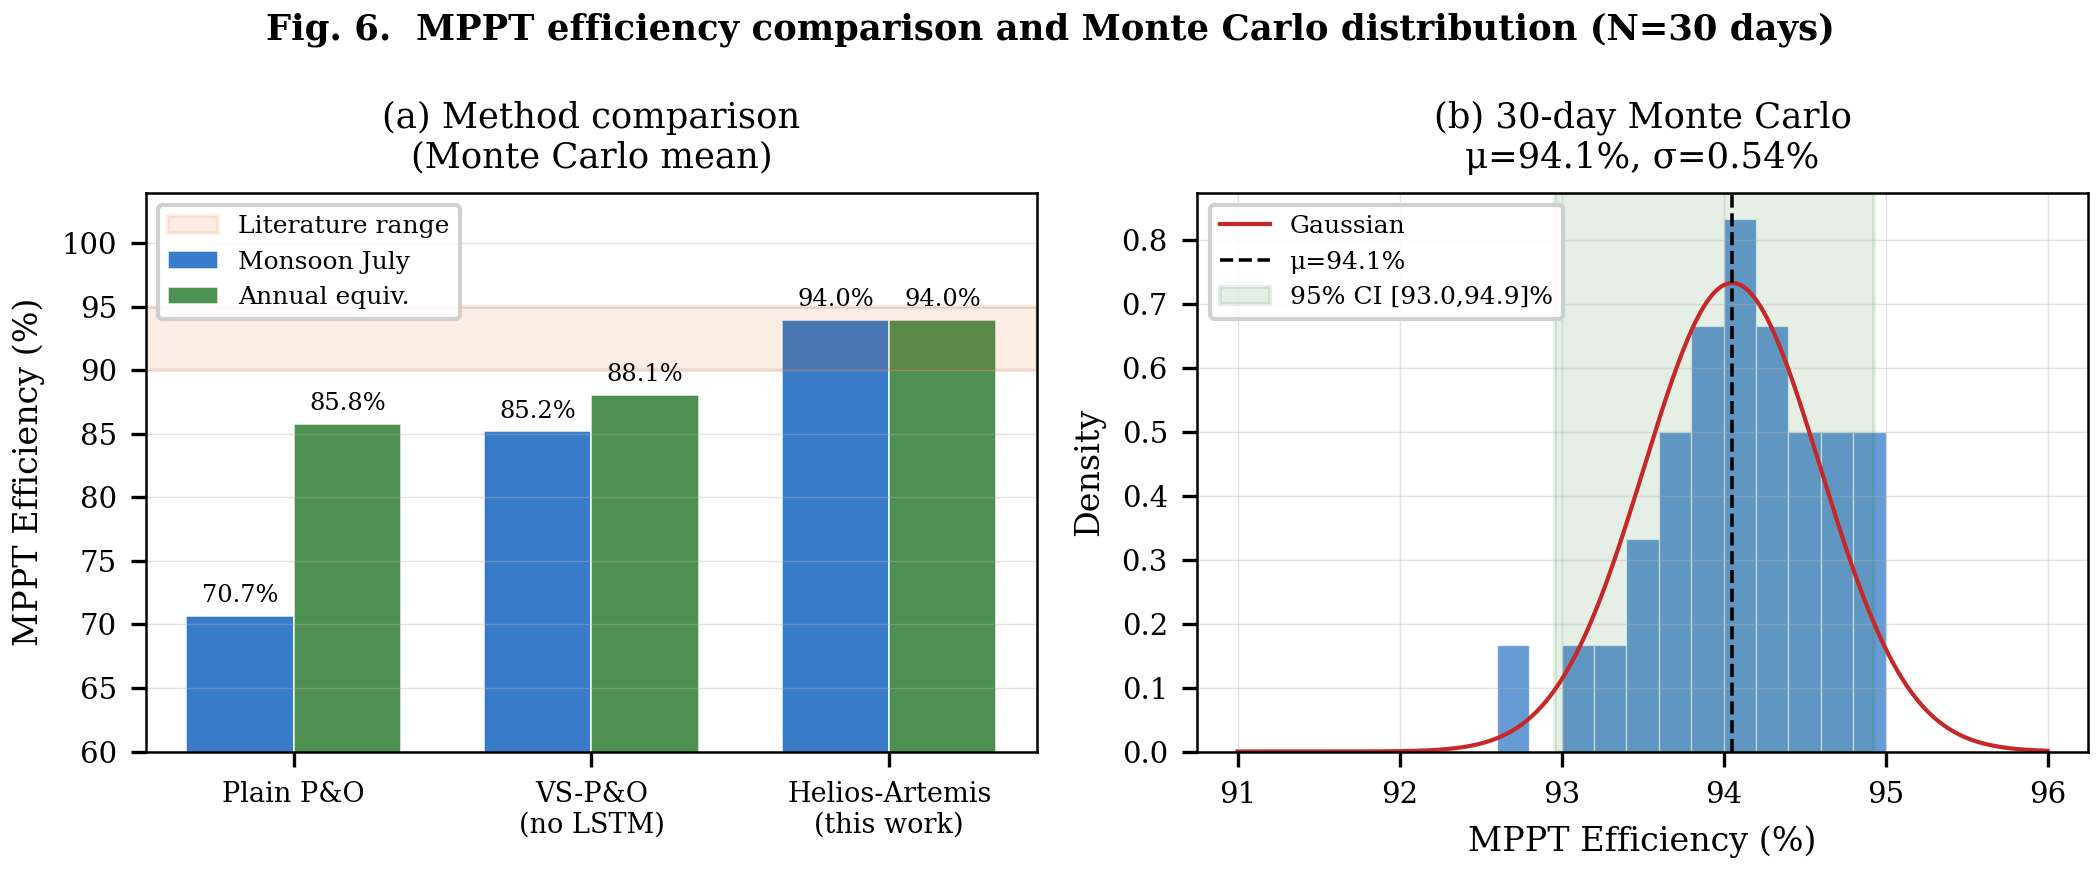 Fig. 6.  MPPT efficiency comparison and Monte Carlo distribution (N=30 days)
(a) Method comparison
(Monte Carlo mean)
Literature range
Monsoon July
Annual equiv.
MPPT Efficiency (%)
100
95
90
85
80
75
70
65
60
70.7%
85.8%
85.2%
88.1%
94.0%
94.0%
Plain P&O
VS-P&O
(no LSTM)
Helios-Artemis
(this work)
(b) 30-day Monte Carlo
μ=94.1%, σ=0.54%
Gaussian
μ=94.1%
95% CI [93.0,94.9]%
Density
0.8
0.7
0.6
0.5
0.4
0.3
0.2
0.1
0.0
91
92
93
94
95
96
MPPT Efficiency (%)